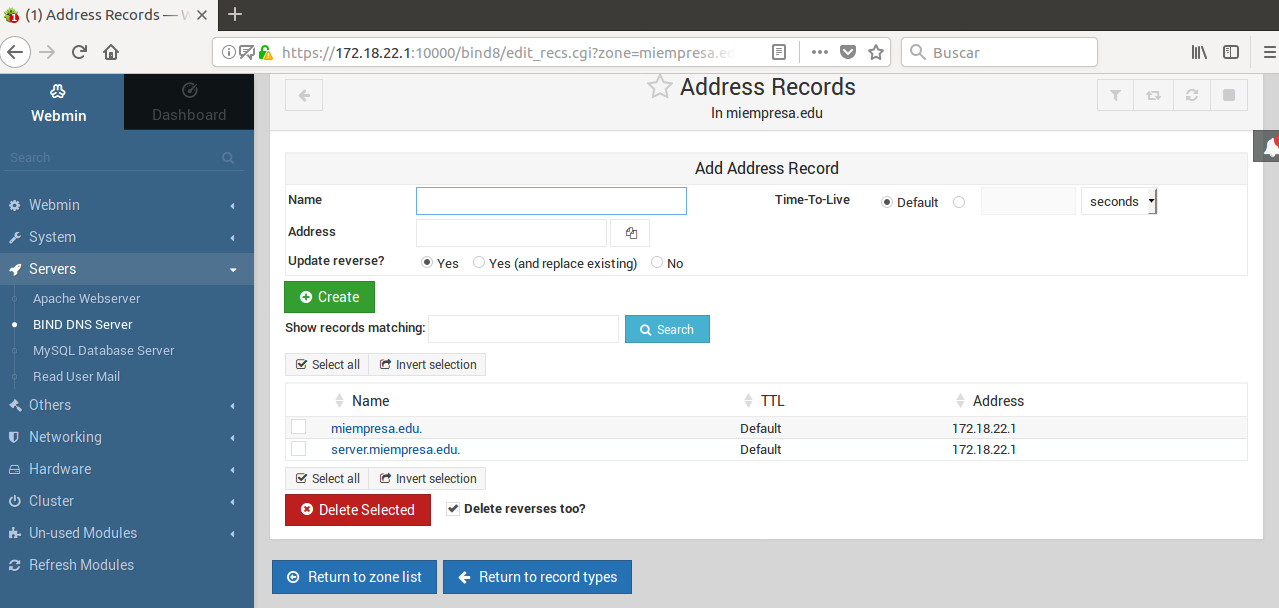 (1) Address Records — W
https://172.18.22.1:10000/bind8/edit_recs.cgi?zone=miempresa.ed
Buscar
Webmin
Dashboard
Search
Webmin
System
Servers
Apache Webserver
BIND DNS Server
MySQL Database Server
Read User Mail
Others
Networking
Hardware
Cluster
Un-used Modules
Refresh Modules
Address Records
In miempresa.edu
Add Address Record
Name
Time-To-Live Default seconds
Address
Update reverse? Yes Yes (and replace existing) No
Create
Show records matching: Search
Select all Invert selection
Name TTL Address
miempresa.edu. Default 172.18.22.1
server.miempresa.edu. Default 172.18.22.1
Select all Invert selection
Delete Selected Delete reverses too?
Return to zone list Return to record types